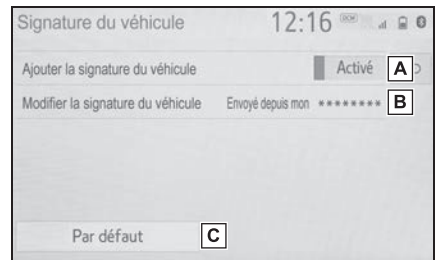 Signature du véhicule 12:16 DCM
Ajouter la signature du véhicule Activé A
Modifier la signature du véhicule Envoyé depuis mon ******** B
Par défaut C